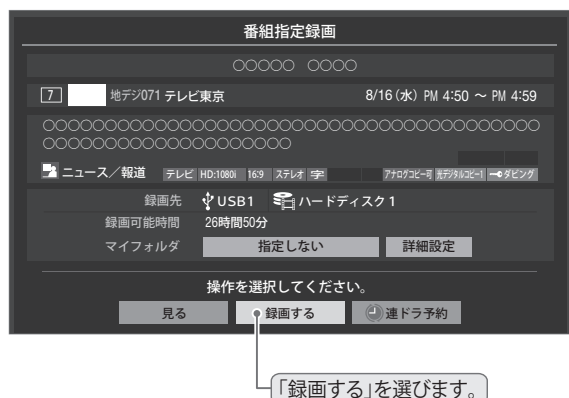 番組指定録画
○○○○○ ○○○○
7 地デジ071 テレビ東京 8/16(水) PM 4:50 ～ PM 4:59
○○○○○○○○○○○○○○○○○○○○○○○○○○○○○○○○○○○○○○○
○○○○○○○○○○○○○○○○○○○○
ニュース／報道 テレビ HD:1080i 16:9 ステレオ 字 アナログコピー可 光デジタルコピー1 ダビング
録画先 USB1 ハードディスク1
録画可能時間 26時間50分
マイフォルダ 指定しない 詳細設定
操作を選択してください。
見る 録画する 連ドラ予約
「録画する」を選びます。